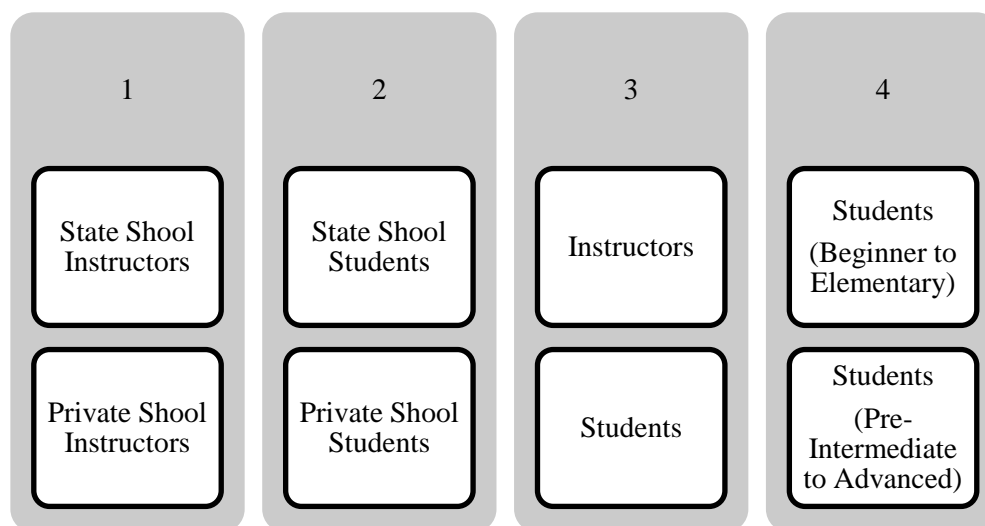 1
State Shool
Instructors
Private Shool
Instructors
2
State Shool
Students
Private Shool
Students
3
Instructors
Students
4
Students
(Beginner to
Elementary)
Students
(Pre-
Intermediate
to Advanced)